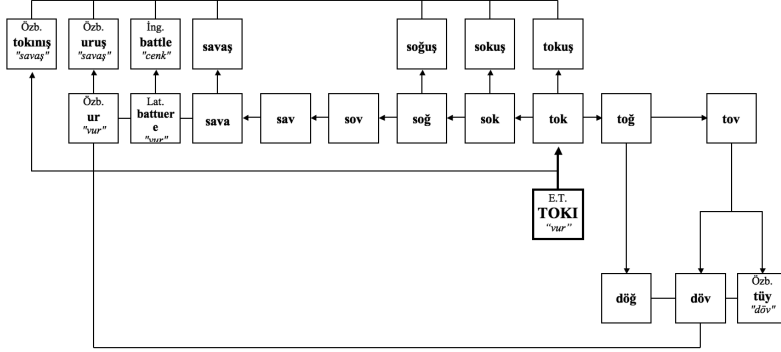 Özb.
tokınış
"savaş"
Özb.
uruş
"savaş"
İng.
battle
"cenk"
savaş
soğuş
sokuş
tokuş
Özb.
ur
"vur"
Lat.
battuer
e
"vur"
sava
sav
sov
soğ
sok
tok
toğ
tov
E.T.
TOKI
"vur"
döğ
döv
Özb.
tüy
"döv"